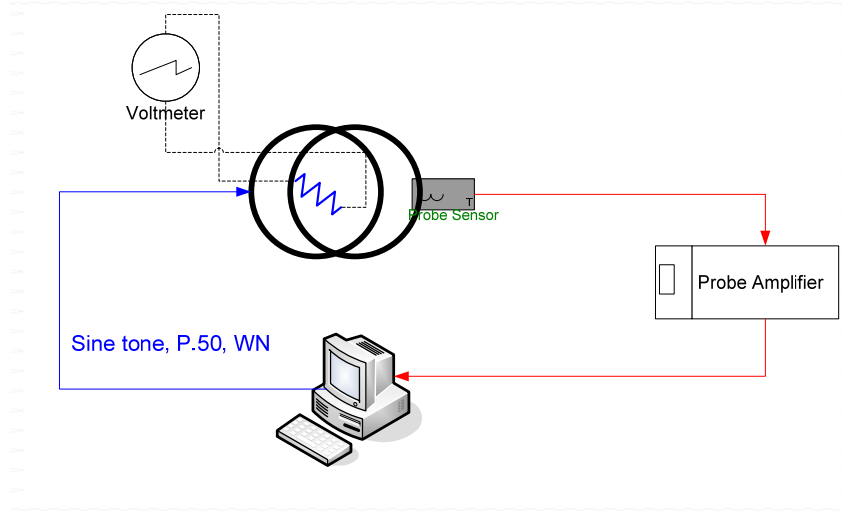 Voltmeter
T
Probe Sensor
Probe Amplifier
Sine tone, P.50, WN